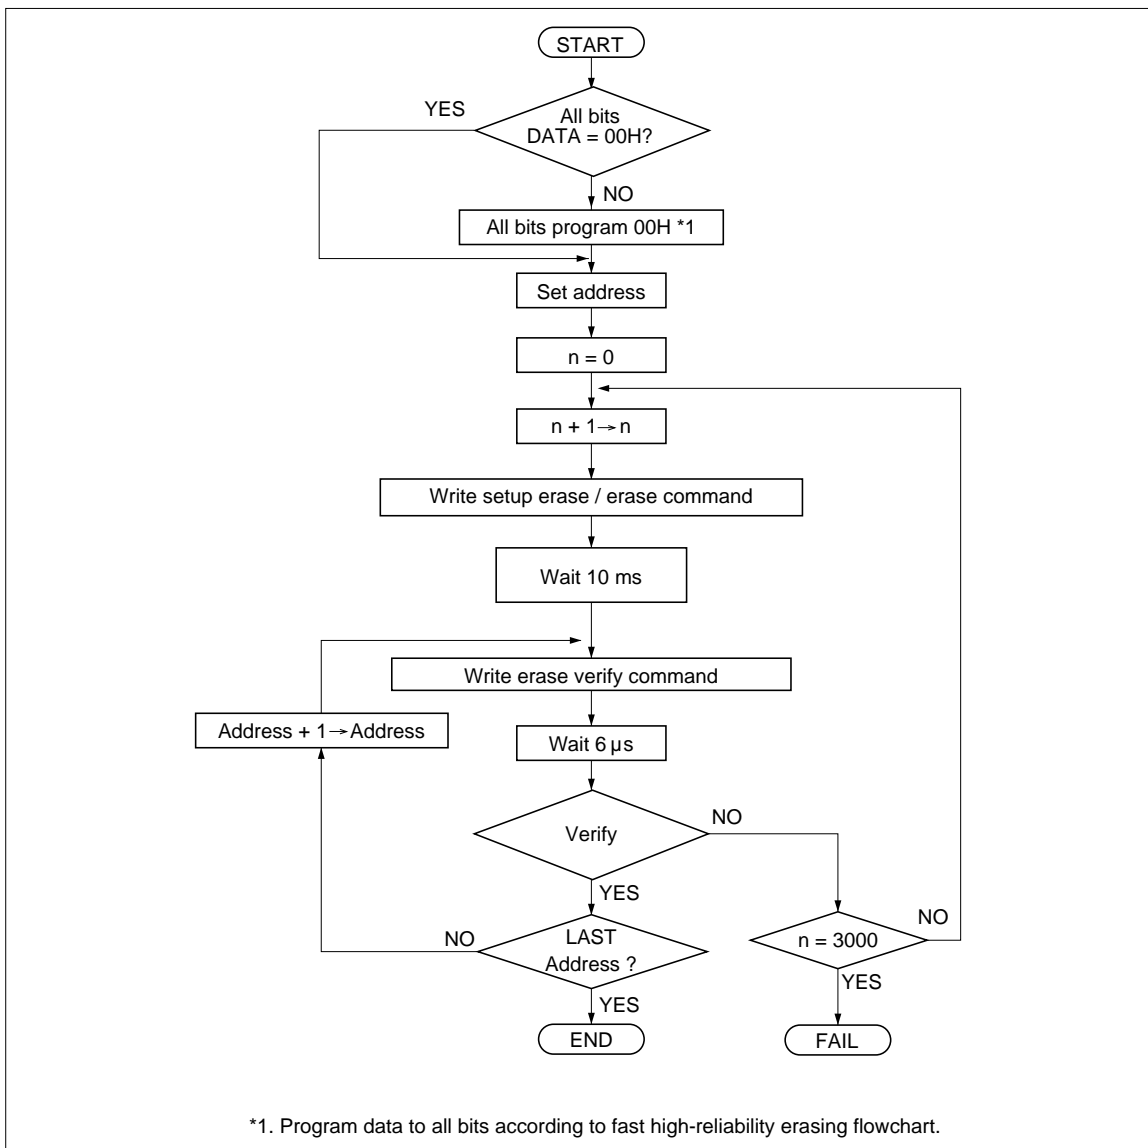 START
YES
All bits
DATA = 00H?
NO
All bits program 00H *1
Set address
n = 0
n + 1→n
Write setup erase / erase command
Wait 10 ms
Write erase verify command
Address + 1→Address
Wait 6 µs
Verify
NO
YES
NO
LAST
Address ?
n = 3000
NO
YES
YES
END
FAIL
*1. Program data to all bits according to fast high-reliability erasing flowchart.